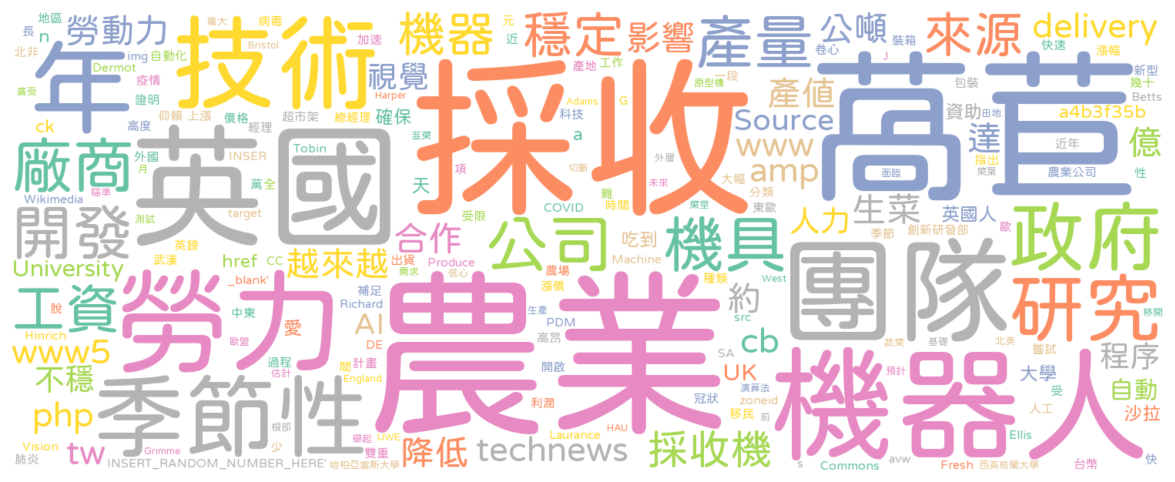 長
地區
n
北非
廣受
年
勞動力
Dermot
疫情
證明
病毒
img
自動化
Bristol
技術
加速
視覺
Harper
總經理
確保
機器
元
近
穩定
影響
產地
工作
原型機
一段
產量
卷心
公噸
裝箱
來源
J
包裝
delivery
快速
漲幅
新型
幾十
Betts
仰賴
上漲
ck
高度
價格
經理
超市架
採收
韭菜
Adams
G
科技
a
項
切斷
外層
菜莖
未來
產值
Source
www
amp
大幅
分類
東歐
萵苣
面臨
菜葉
資助
田地
達
指出
近年
a4b3f35b
億
農業公司
性
廠商
Wikimedia
外國
月
瞄準
英國
INSER
Tobin
萬全
target
天
受限
COVID
難
時間
人力
生菜
英國人
季節
創新研發部
歐
開發
測試
英鎊
武漢
href
CC
_blank'
合作
越來越
出貨
需求
Produce
信心
公司
吃到
Machine
農場
漲價
種類
機具
West
政府
University
工資
脫
Hinrich
www5
不穩
勞力
中東
歐盟
過程
估計
愛
補足
Richard
AI
DE
間
計畫
England
農業
生產
PDM
高昂
開啟
利潤
HAU
約
src
cb
SA
UK
演算法
zoneid
冠狀
移民
前
團隊
蔬菜
基礎
北美
嘗試
研究
移開
程序
php
Vision
肺炎
tw
季節性
根部
少
舉起
UWE
雙重
Grimme
INSERT_RANDOM_NUMBER_HERE'
哈柏亞當斯大學
降低
Laurance
technews
採收機
s
Commons
avw
機器人
預計
Fresh
西英格蘭大學
人工
大學
受
Ellis
自動
沙拉
台幣
快